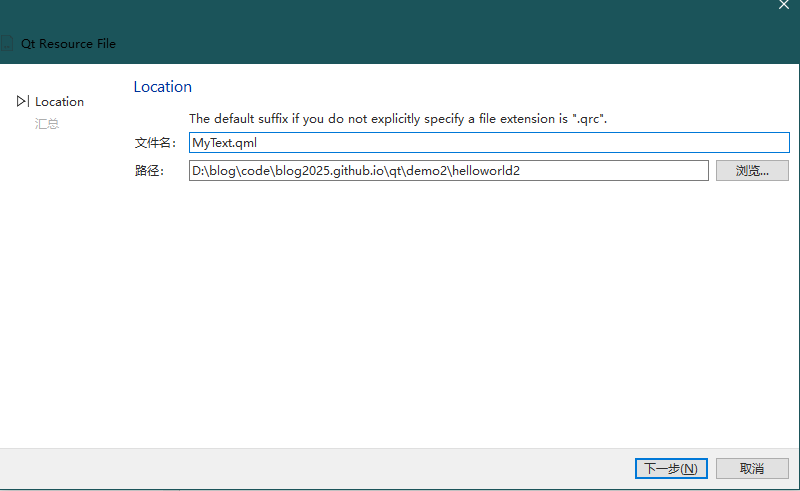 Qt Resource File
Location
Location
汇总
The default suffix if you do not explicitly specify a file extension is ".qrc".
文件名： MyText.qml
路径： D:\blog\code\blog2025.github.io\qt\demo2\helloworld2 浏览...
下一步(N) 取消